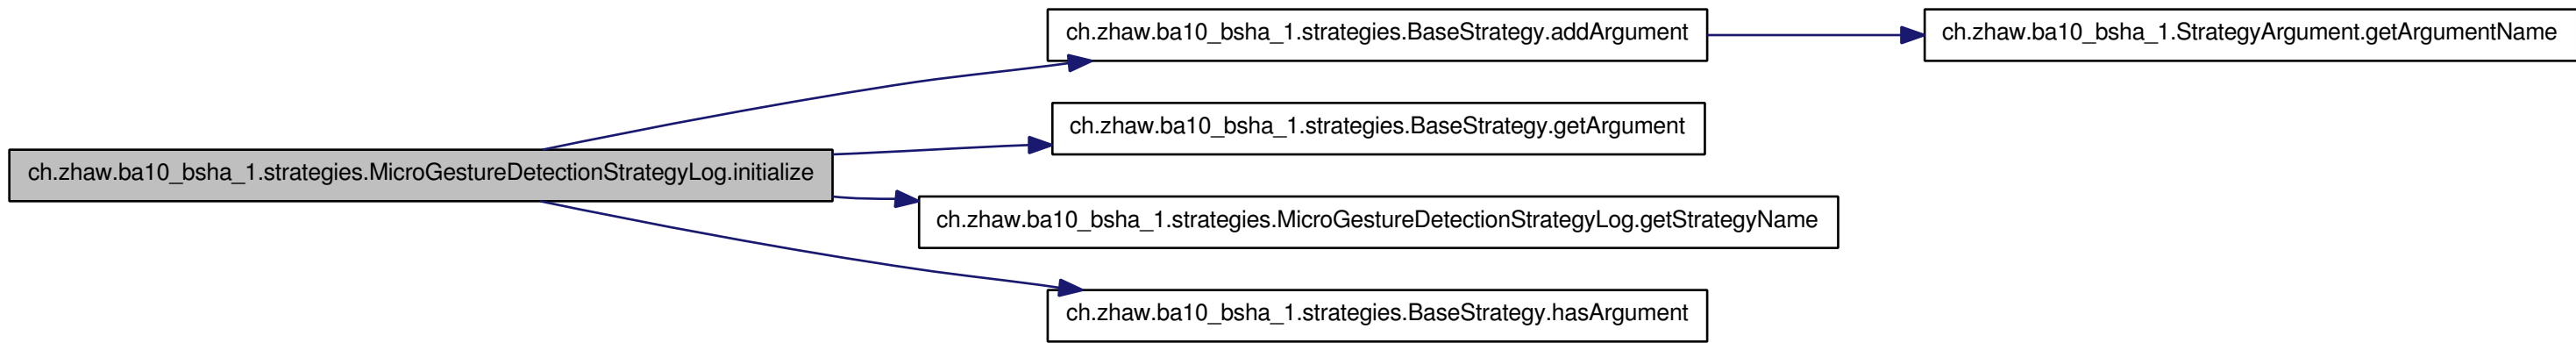 ch.zhaw.ba10_bsha_1.strategies.BaseStrategy.addArgument
ch.zhaw.ba10_bsha_1.StrategyArgument.getArgumentName
ch.zhaw.ba10_bsha_1.strategies.BaseStrategy.getArgument
ch.zhaw.ba10_bsha_1.strategies.MicroGestureDetectionStrategyLog.initialize
ch.zhaw.ba10_bsha_1.strategies.MicroGestureDetectionStrategyLog.getStrategyName
ch.zhaw.ba10_bsha_1.strategies.BaseStrategy.hasArgument